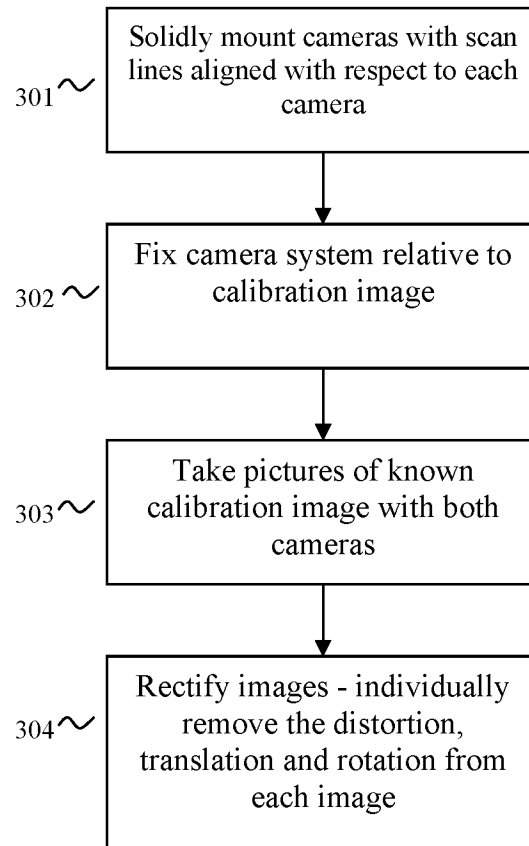 Solidly mount cameras with scan
lines aligned with respect to each
camera
301
Fix camera system relative to
calibration image
302
Take pictures of known
calibration image with both
cameras
303
Rectify images - individually
remove the distortion,
translation and rotation from
each image
304